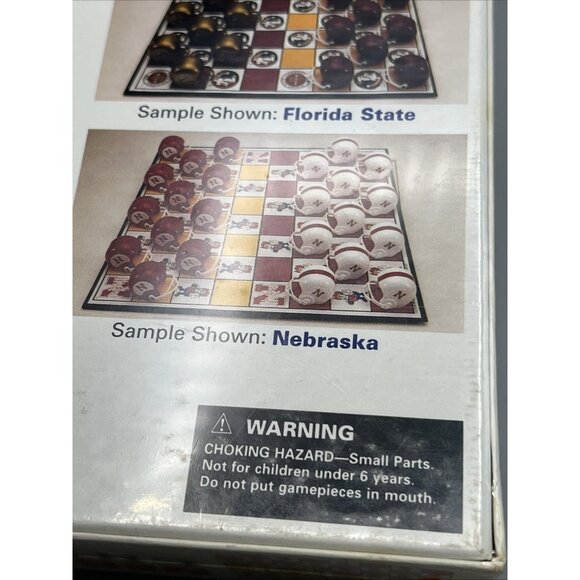 Sample Shown: Florida State
Sample Shown: Nebraska
⚠ WARNING
CHOKING HAZARD—Small Parts.
Not for children under 6 years.
Do not put gamepieces in mouth.